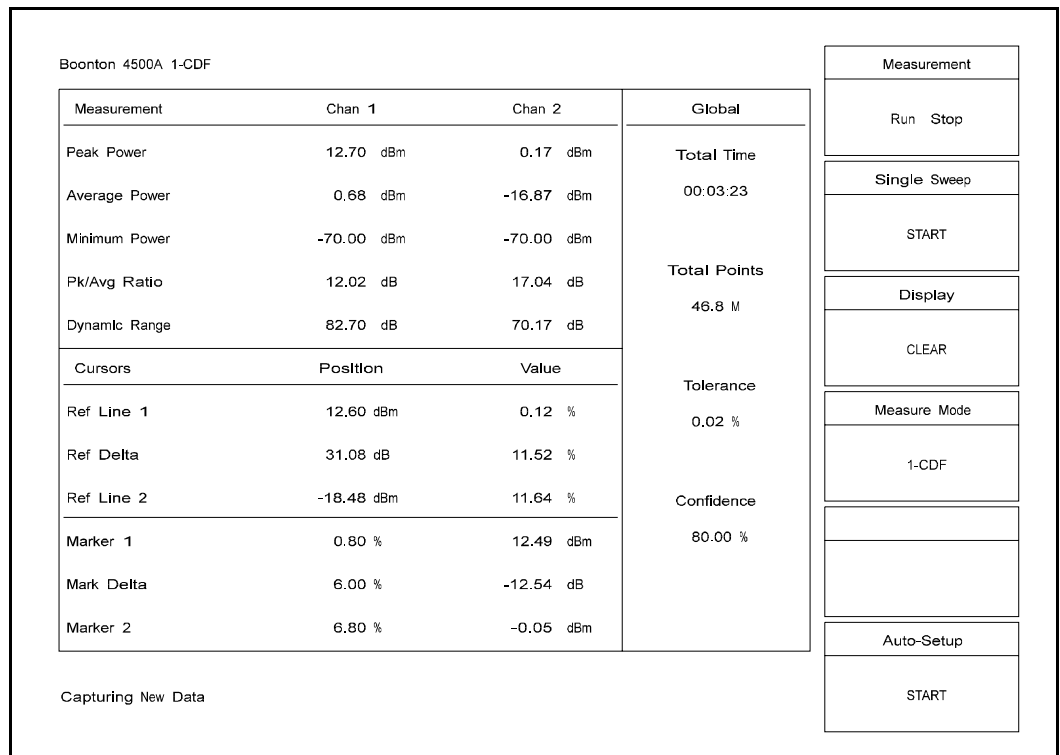 Boonton 4500A 1-CDF
Measurement Chan 1 Chan 2
Peak Power 12.70 dBm 0.17 dBm
Average Power 0.68 dBm -16.87 dBm
Minimum Power -70.00 dBm -70.00 dBm
Pk/Avg Ratio 12.02 dB 17.04 dB
Dynamic Range 82.70 dB 70.17 dB
Cursors Position Value
Ref Line 1 12.60 dBm 0.12 %
Ref Delta 31.08 dB 11.52 %
Ref Line 2 -18.48 dBm 11.64 %
Marker 1 0.80 % 12.49 dBm
Mark Delta 6.00 % -12.54 dB
Marker 2 6.80 % -0.05 dBm
Global
Total Time
00:03:23
Total Points
46.8 M
Tolerance
0.02 %
Confidence
80.00 %
Capturing New Data
Measurement
Run Stop
Single Sweep
START
Display
CLEAR
Measure Mode
1-CDF
Auto-Setup
START